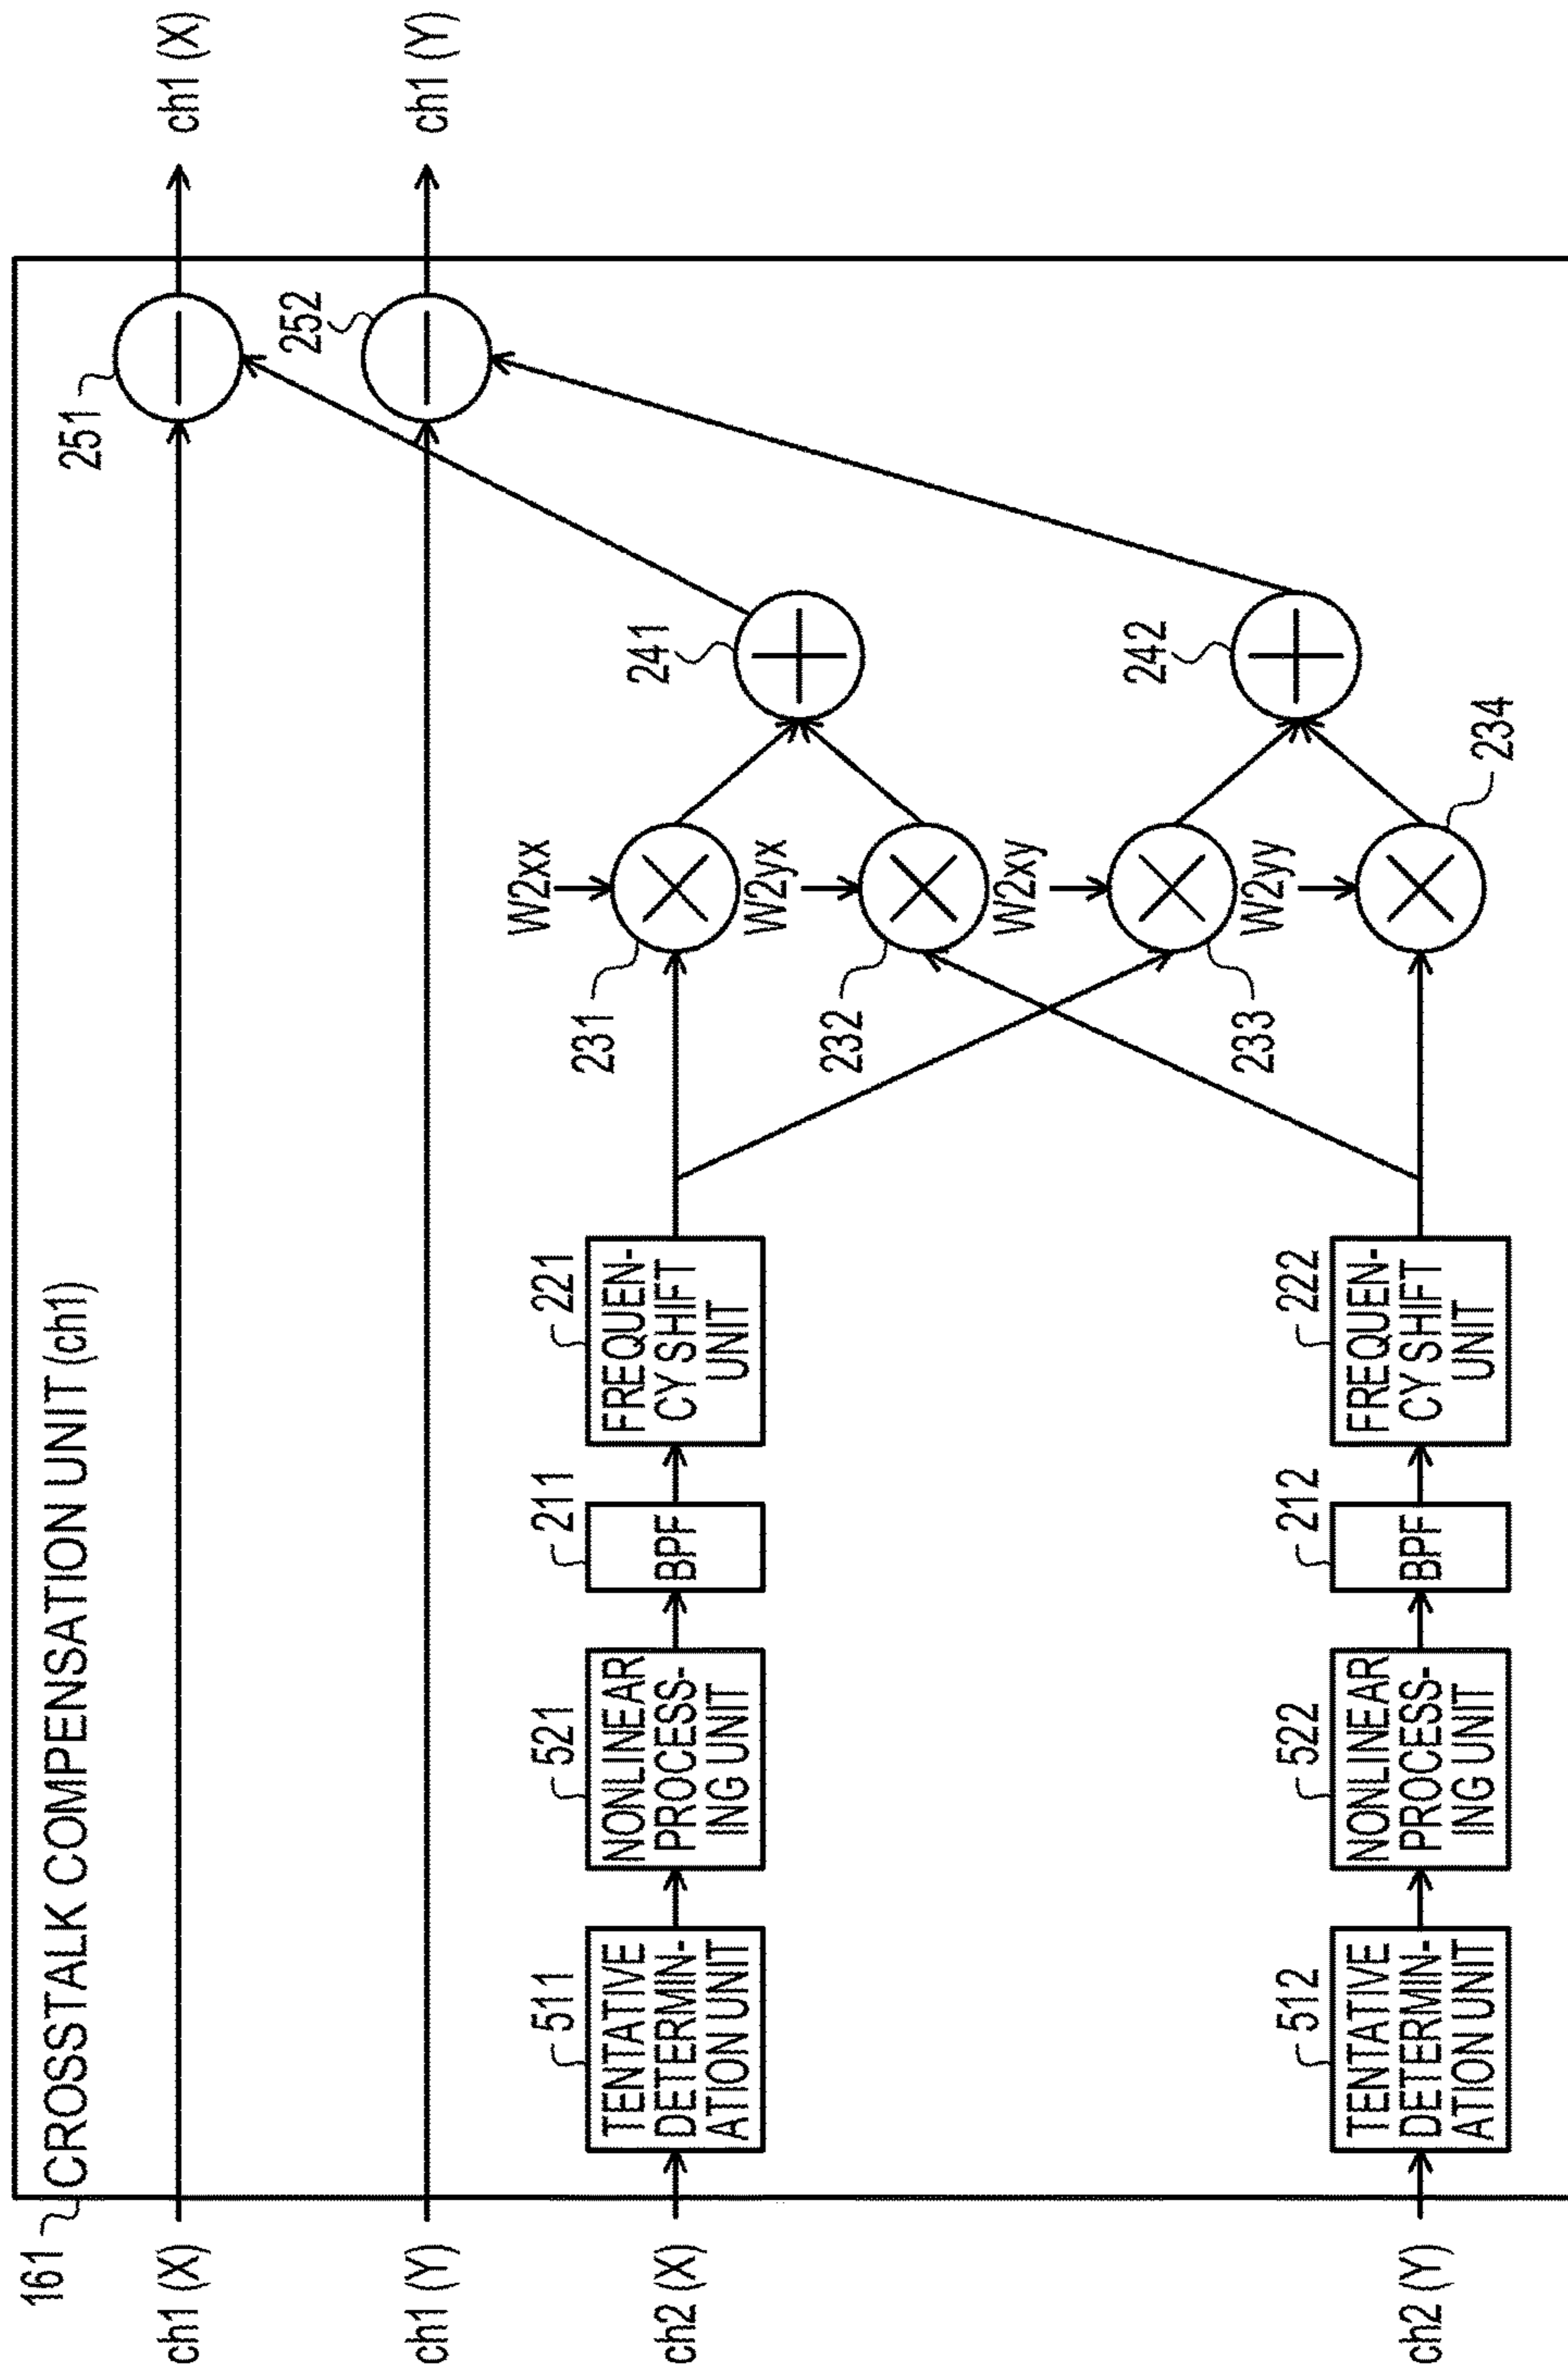 161
CROSSTALK COMPENSATION UNIT (ch1)
ch1 (X)
251
ch1 (X)
ch1 (Y)
252
ch1 (Y)
ch2 (X)
511
TENTATIVE
DETERMIN-
ATION UNIT
521
NONLINEAR
PROCESS-
ING UNIT
211
BPF
221
FREQUEN-
CY SHIFT
UNIT
W2xx
231
241
W2yx
232
W2xy
233
242
W2yy
234
ch2 (Y)
512
TENTATIVE
DETERMIN-
ATION UNIT
522
NONLINEAR
PROCESS-
ING UNIT
212
BPF
222
FREQUEN-
CY SHIFT
UNIT